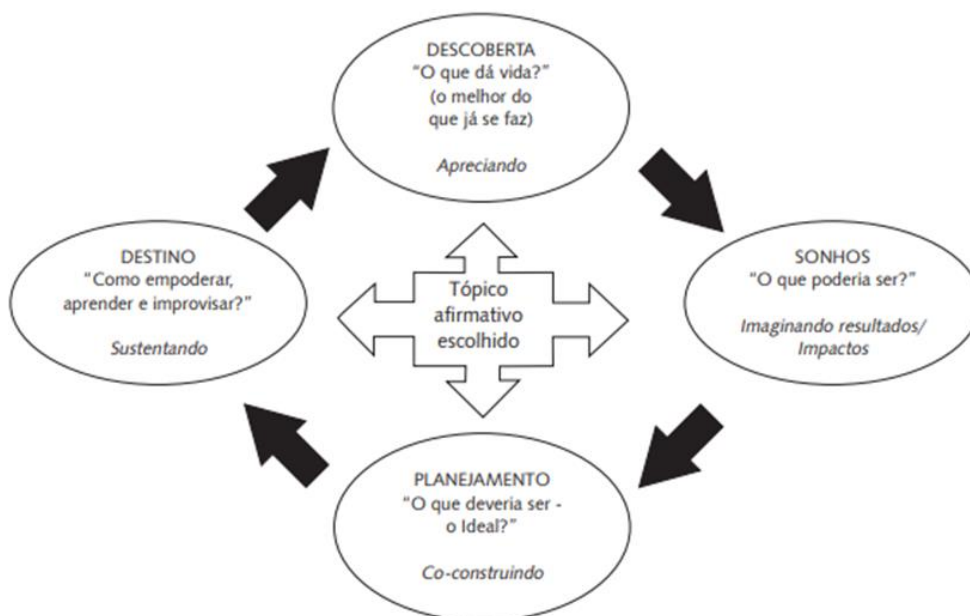 DESCOBERTA
“O que dá vida?”
(o melhor do
que já se faz)
Apreciando
SONHOS
“O que poderia ser?”
Imaginando resultados/
Impactos
PLANEJAMENTO
“O que deveria ser -
o Ideal?”
Co-construindo
DESTINO
“Como empoderar,
aprender e improvisar?”
Sustentando
Tópico
afirmativo
escolhido